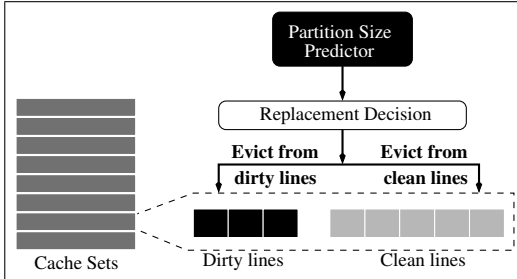 Partition Size
Predictor
Replacement Decision
Evict from
dirty lines
Evict from
clean lines
Cache Sets
Dirty lines
Clean lines